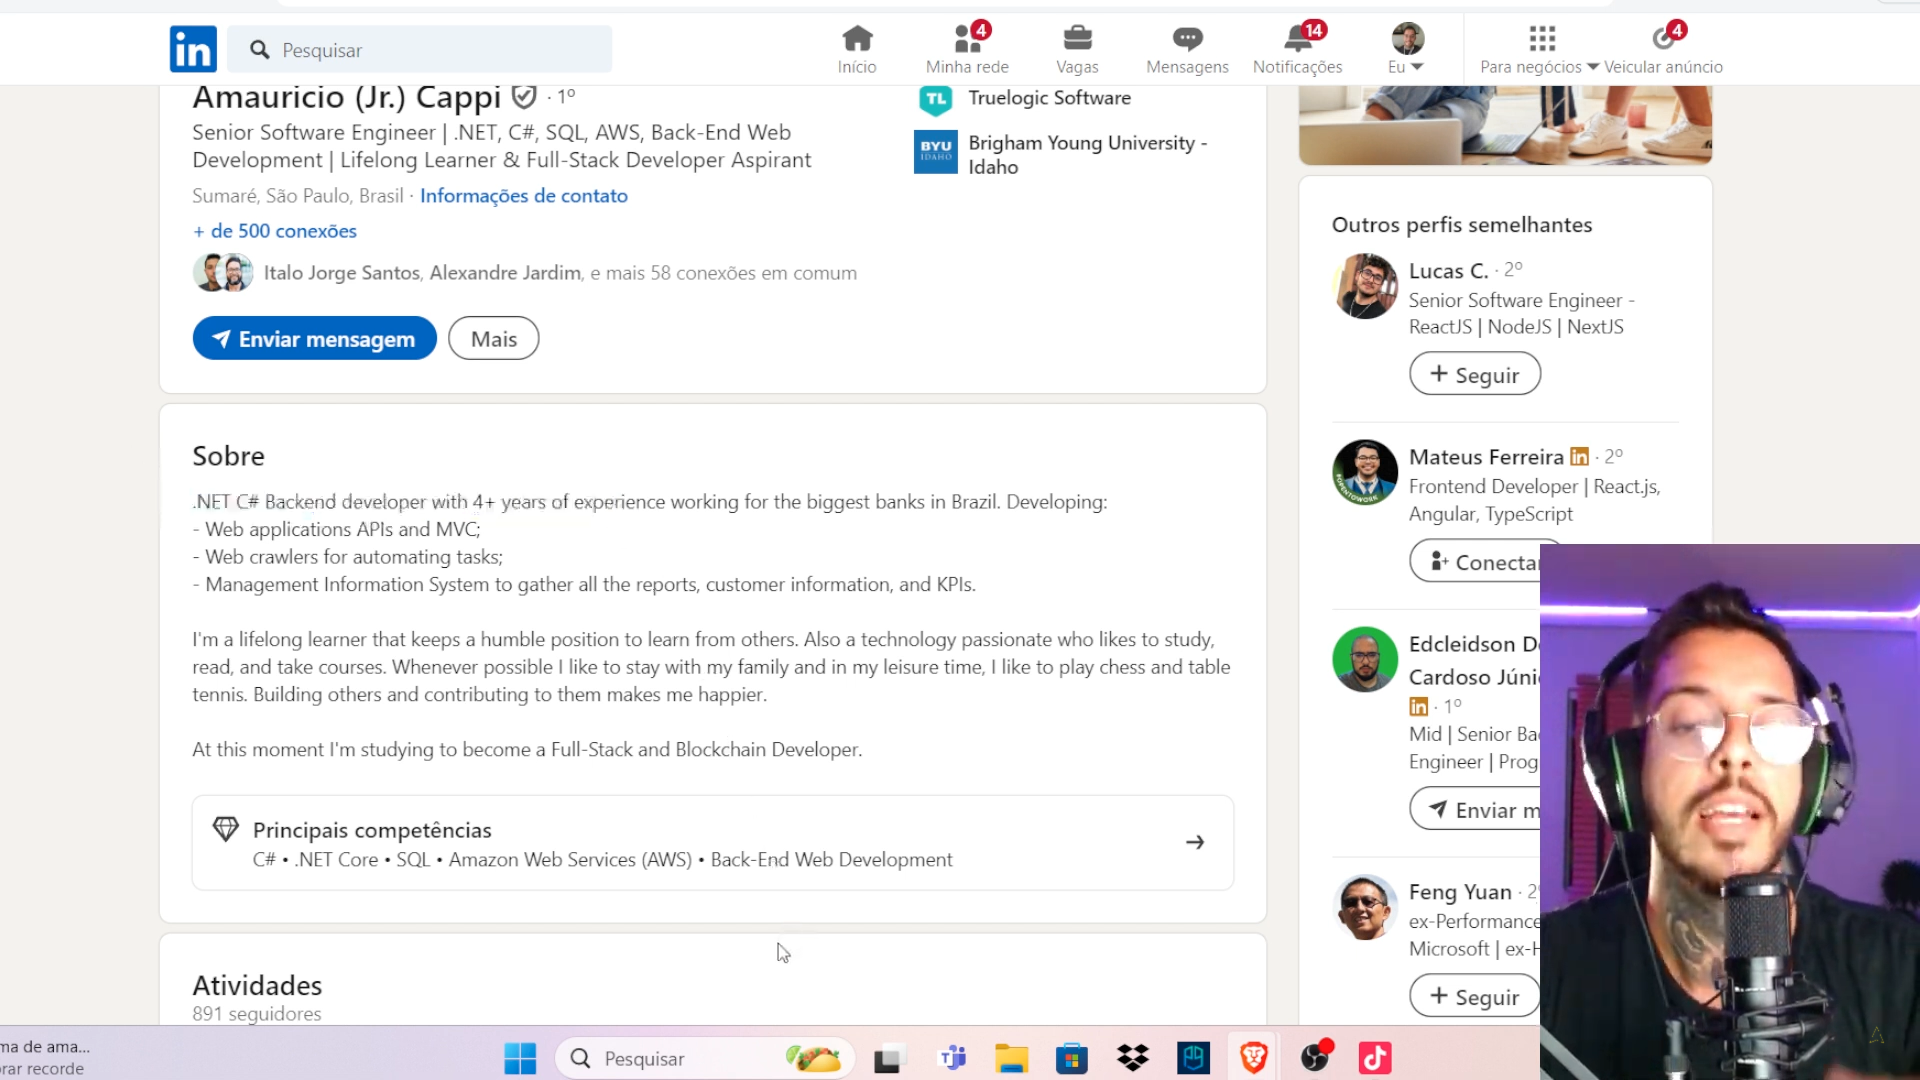 in
Pesquisar
Início
4
Minha rede
Vagas
Mensagens
14
Notificações
Eu
Para negócios
4
Veicular anúncio
Amauricio (Jr.) Cappi · 1º
Senior Software Engineer | .NET, C#, SQL, AWS, Back-End Web
Development | Lifelong Learner & Full-Stack Developer Aspirant
Sumaré, São Paulo, Brasil · Informações de contato
+ de 500 conexões
Italo Jorge Santos, Alexandre Jardim, e mais 58 conexões em comum
Enviar mensagem
Mais
TL
Truelogic Software
BYU
IDAHO
Brigham Young University -
Idaho
Sobre
.NET C# Backend developer with 4+ years of experience working for the biggest banks in Brazil. Developing:
- Web applications APIs and MVC;
- Web crawlers for automating tasks;
- Management Information System to gather all the reports, customer information, and KPIs.
I'm a lifelong learner that keeps a humble position to learn from others. Also a technology passionate who likes to study,
read, and take courses. Whenever possible I like to stay with my family and in my leisure time, I like to play chess and table
tennis. Building others and contributing to them makes me happier.
At this moment I'm studying to become a Full-Stack and Blockchain Developer.
Principais competências
C# • .NET Core • SQL • Amazon Web Services (AWS) • Back-End Web Development
Atividades
891 seguidores
Outros perfis semelhantes
Lucas C. · 2º
Senior Software Engineer -
ReactJS | NodeJS | NextJS
+ Seguir
Mateus Ferreira in · 2º
Frontend Developer | React.js,
Angular, TypeScript
#OPENTOWORK
Conectar
Edcleidson D
Cardoso Júni
in · 1º
Mid | Senior Ba
Engineer | Prog
Enviar m
Feng Yuan · 2
ex-Performance
Microsoft | ex-H
+ Seguir
ma de ama...
rar recorde
Pesquisar